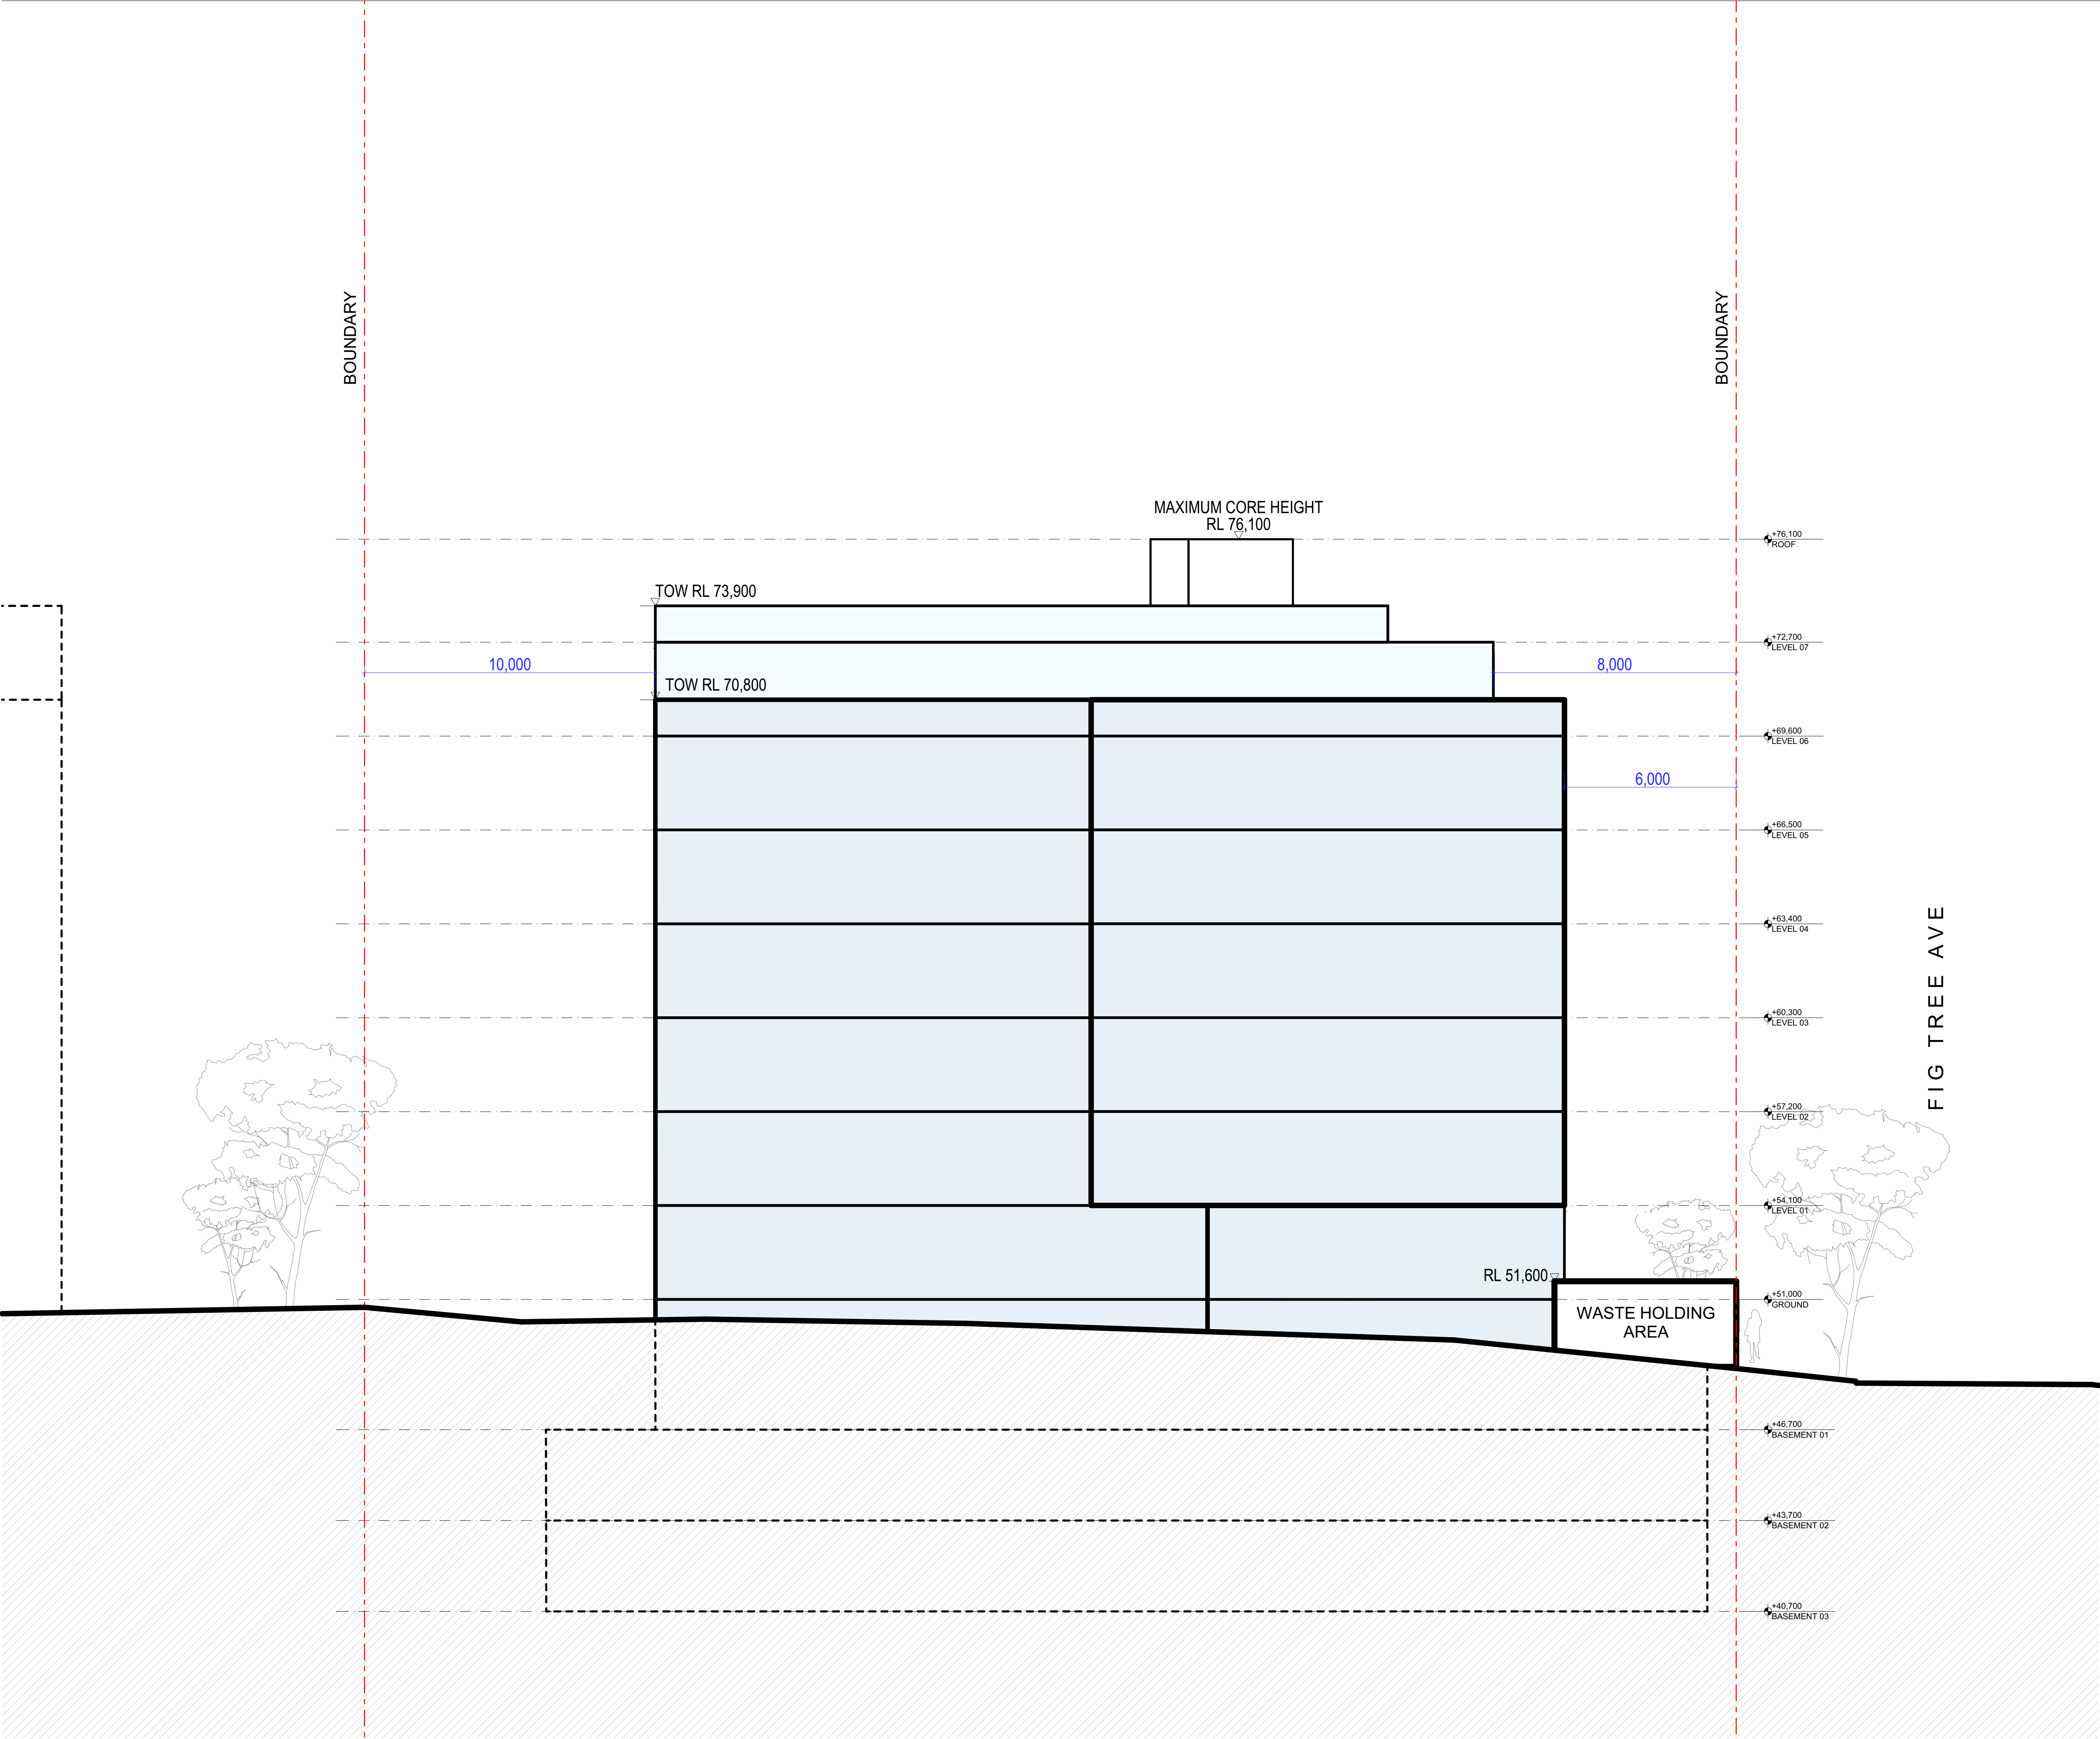 BOUNDARY
BOUNDARY
MAXIMUM CORE HEIGHT
RL 76,100
+76,100
ROOF
TOW RL 73,900
+72,700
LEVEL 07
10,000
8,000
TOW RL 70,800
+69,600
LEVEL 06
6,000
+66,500
LEVEL 05
+63,400
LEVEL 04
FIG TREE AVE
+60,300
LEVEL 03
+57,200
LEVEL 02
+54,100
LEVEL 01
RL 51,600
+51,000
GROUND
WASTE HOLDING
AREA
+46,700
BASEMENT 01
+43,700
BASEMENT 02
+40,700
BASEMENT 03